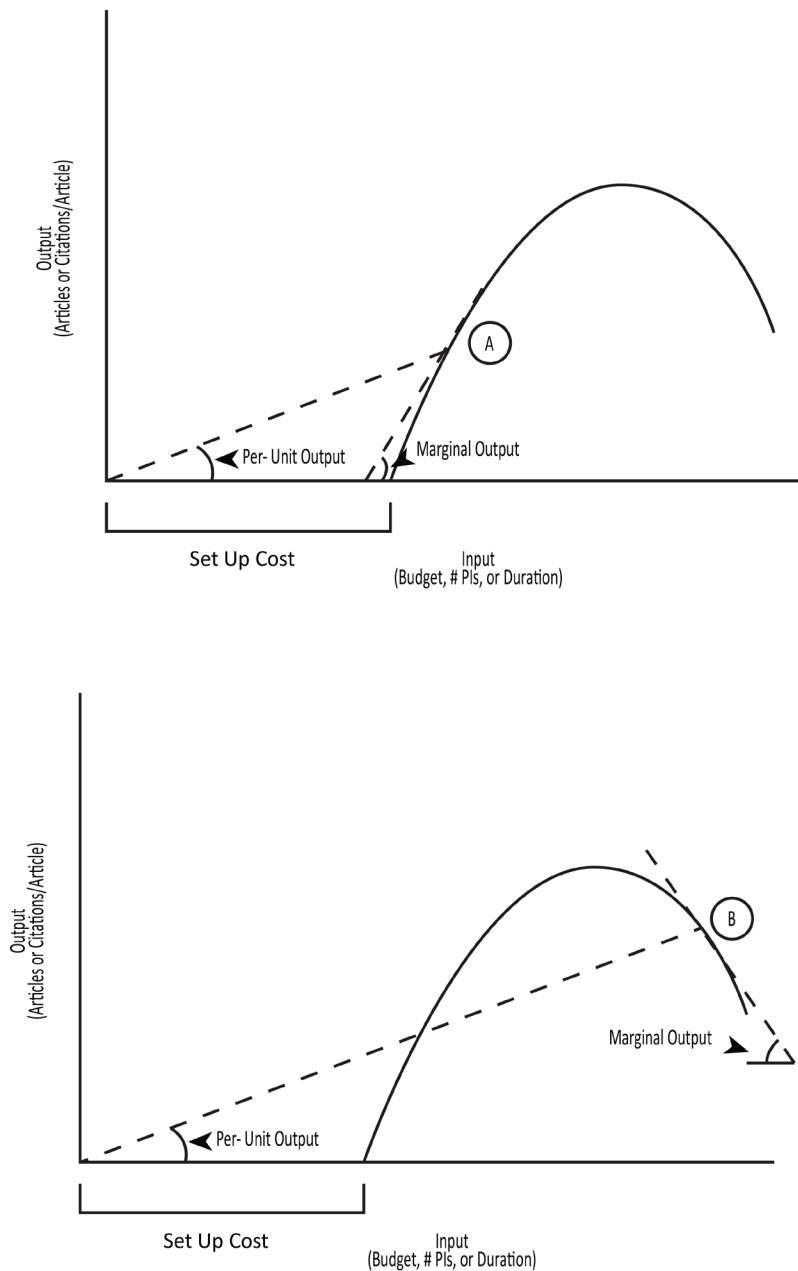 Output
(Articles or Citations/Article)
A
Per- Unit Output
Marginal Output
Set Up Cost
Input
(Budget, # PIs, or Duration)
Output
(Articles or Citations/Article)
B
Marginal Output
Per- Unit Output
Set Up Cost
Input
(Budget, # PIs, or Duration)